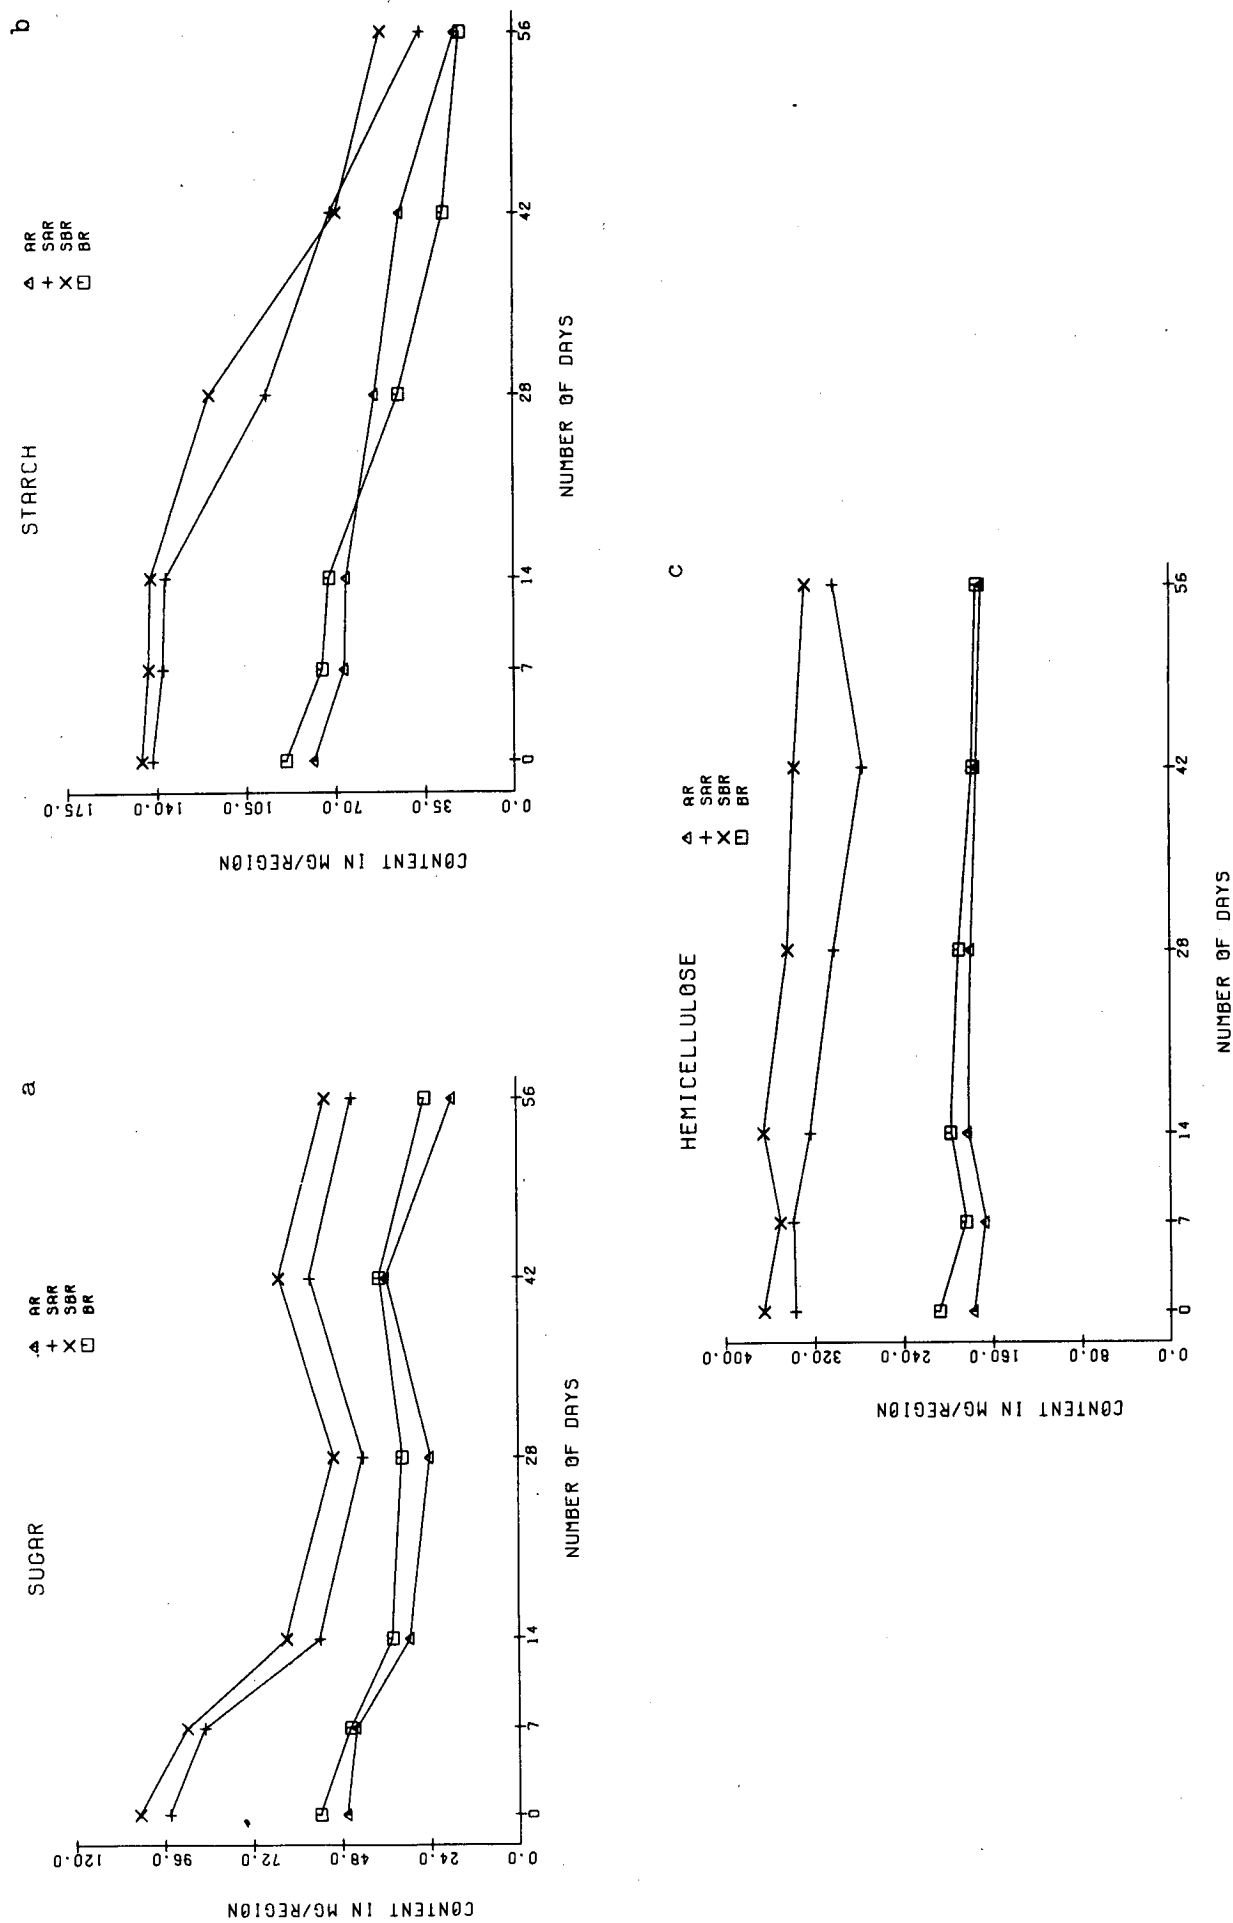 a
SUGAR
AR
SAR
SBR
BR
CONTENT IN MG/REGION
120.0
96.0
72.0
48.0
24.0
0.0
0 7 14 28 42 56
NUMBER OF DAYS
b
STARCH
AR
SAR
SBR
BR
CONTENT IN MG/REGION
175.0
140.0
105.0
70.0
35.0
0.0
0 7 14 28 42 56
NUMBER OF DAYS
c
HEMICELLULOSE
AR
SAR
SBR
BR
CONTENT IN MG/REGION
400.0
320.0
240.0
160.0
80.0
0.0
0 7 14 28 42 56
NUMBER OF DAYS